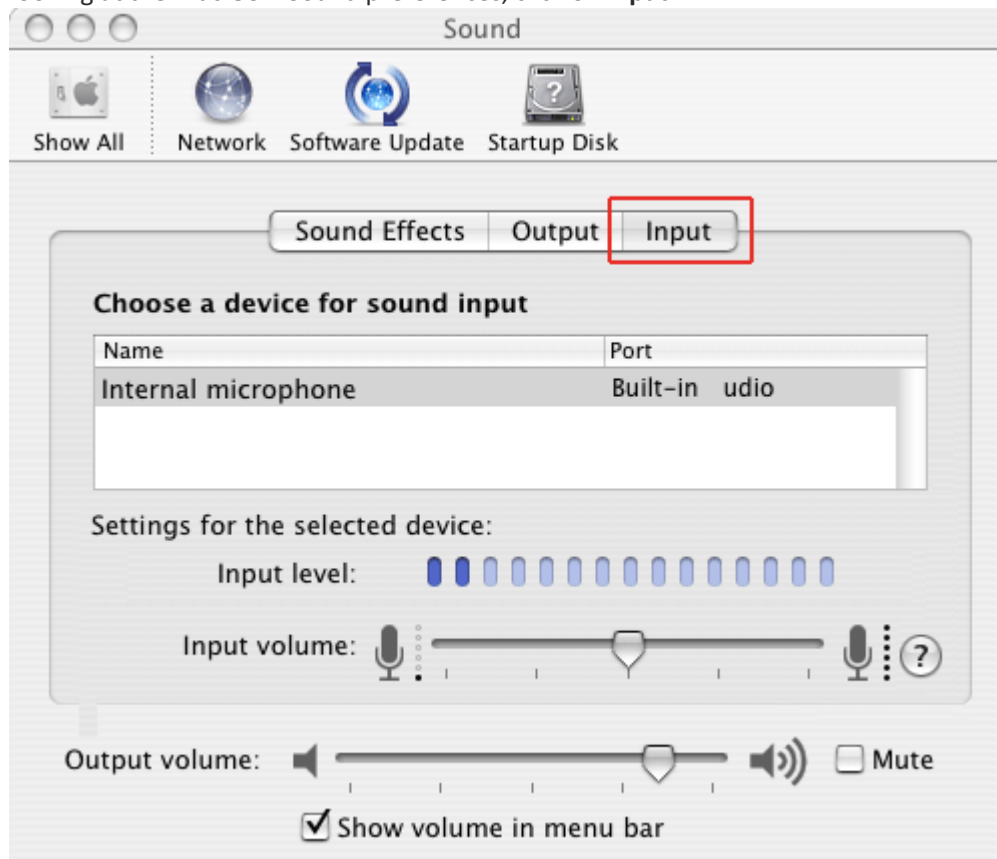 Sound
Show All Network Software Update Startup Disk
Sound Effects Output Input
Choose a device for sound input
Name Port
Internal microphone Built-in udio
Settings for the selected device:
Input level:
Input volume: ?
Output volume: Mute
Show volume in menu bar